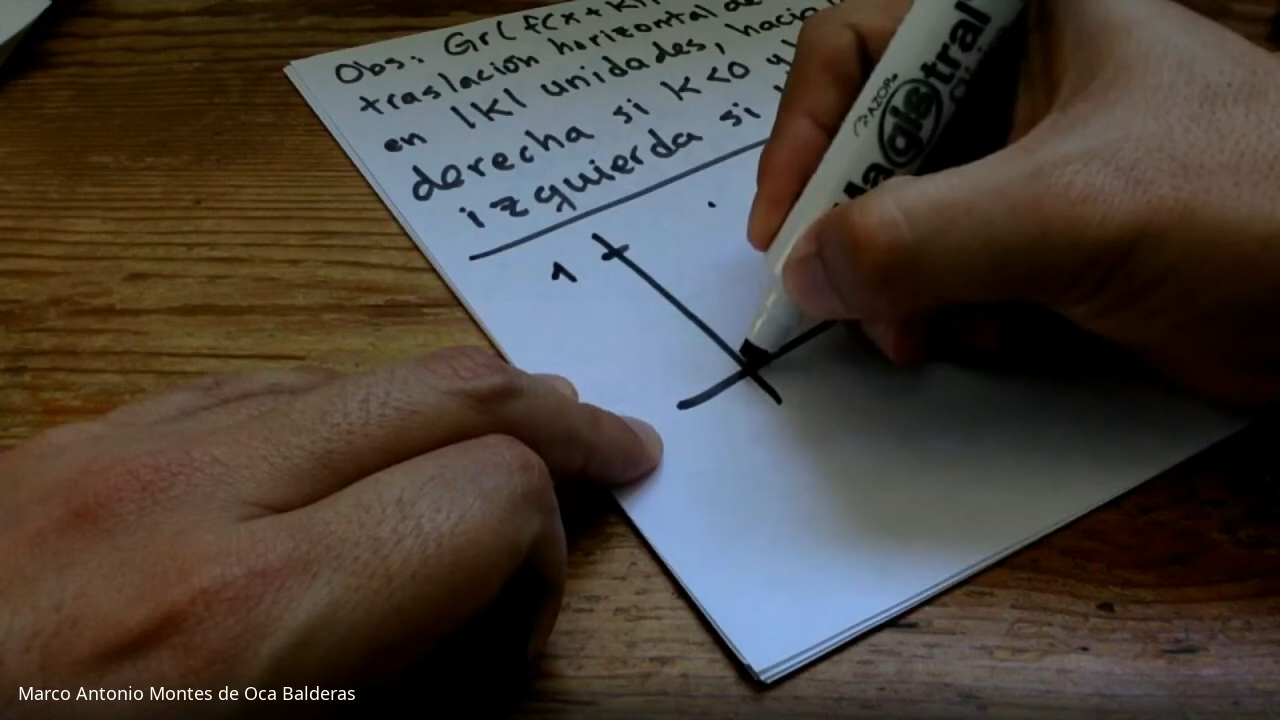 Obs: Gr(f(x+k))
traslación horizontal de
en |k| unidades, hacia
derecha si k<0 y
izquierda si
1
RAZOR
Magistral
Marco Antonio Montes de Oca Balderas